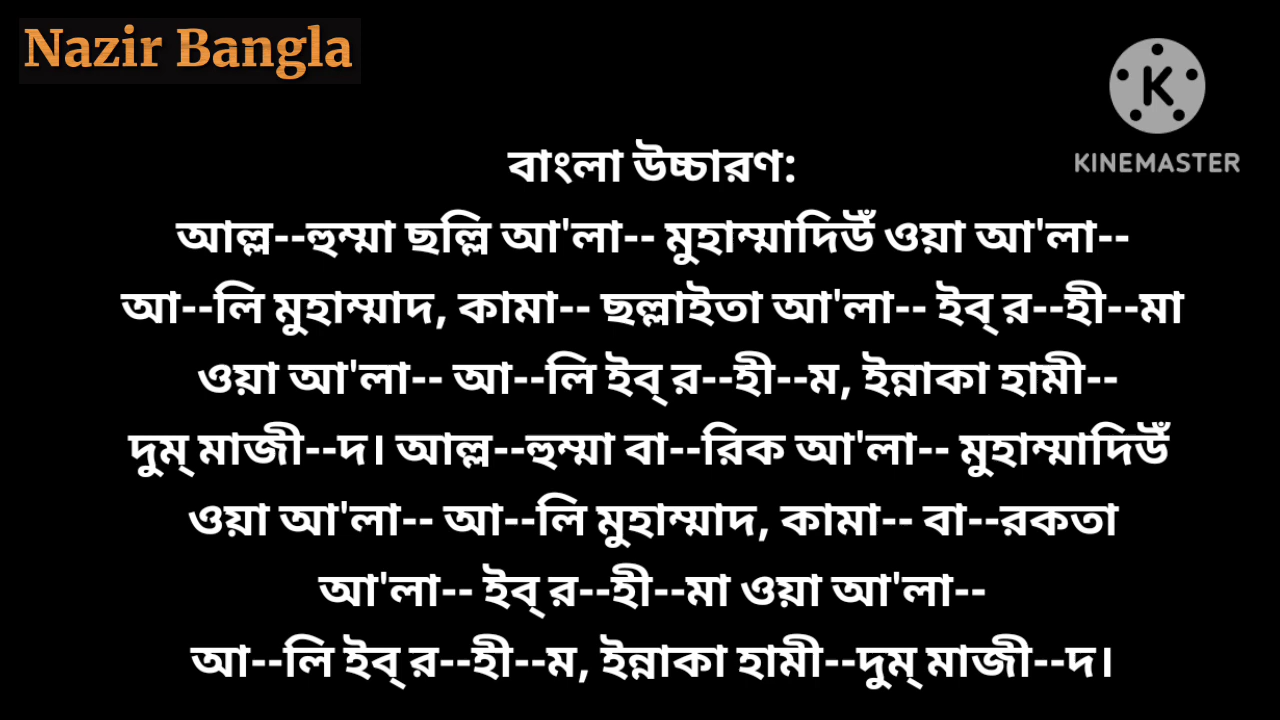 Nazir Bangla
KINEMASTER
বাংলা উচ্চারণ:
আল্ল--হুম্মা ছল্লি আ'লা-- মুহাম্মাদিউঁ ওয়া আ'লা--
আ--লি মুহাম্মাদ, কামা-- ছল্লাইতা আ'লা-- ইব্ র--হী--মা
ওয়া আ'লা-- আ--লি ইব্ র--হী--ম, ইন্নাকা হামী--
দুম্ মাজী--দ। আল্ল--হুম্মা বা--রিক আ'লা-- মুহাম্মাদিউঁ
ওয়া আ'লা-- আ--লি মুহাম্মাদ, কামা-- বা--রকতা
আ'লা-- ইব্ র--হী--মা ওয়া আ'লা--
আ--লি ইব্ র--হী--ম, ইন্নাকা হামী--দুম্ মাজী--দ।